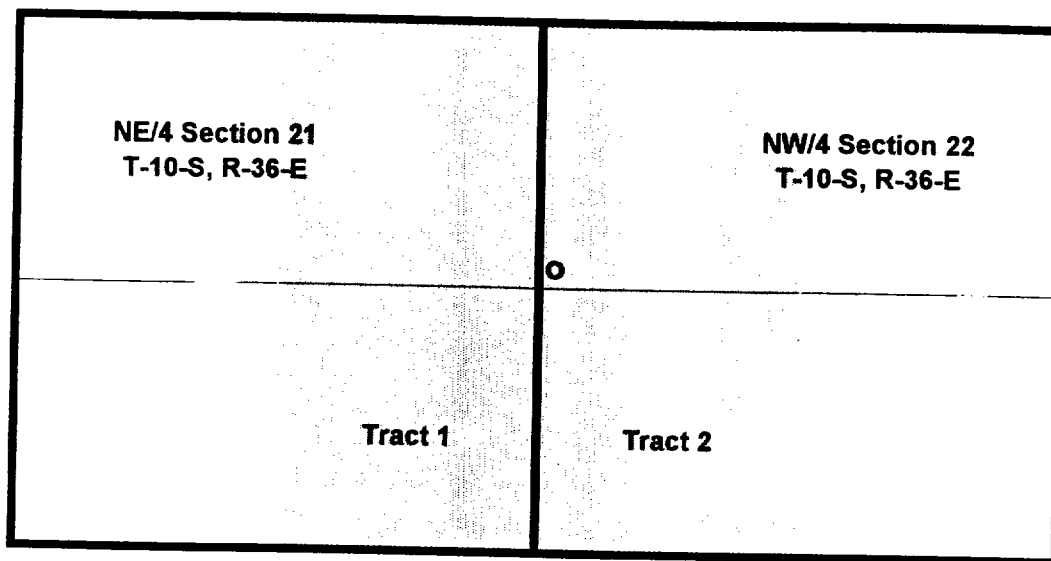 NE/4 Section 21
T-10-S, R-36-E
NW/4 Section 22
T-10-S, R-36-E
O
Tract 1
Tract 2